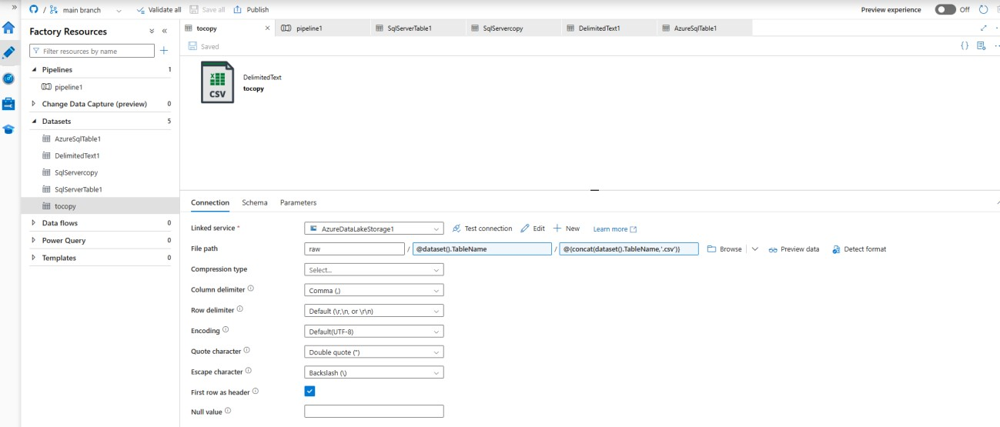 / main branch Validate all Save all Publish Preview experience Off
Factory Resources
Filter resources by name
Pipelines 1
pipeline1
Change Data Capture (preview) 0
Datasets 5
AzureSqlTable1
DelimitedText1
SqlServercopy
SqlServerTable1
tocopy
Data flows 0
Power Query 0
Templates 0
tocopy pipeline1 SqlServerTable1 SqlServercopy DelimitedText1 AzureSqlTable1
Saved
CSV
DelimitedText
tocopy
Connection Schema Parameters
Linked service * AzureDataLakeStorage1 Test connection Edit New Learn more
File path raw / @dataset().TableName / @{concat(dataset().TableName,'.csv')} Browse Preview data Detect format
Compression type Select...
Column delimiter Comma (,)
Row delimiter Default (\r,\n, or \r\n)
Encoding Default(UTF-8)
Quote character Double quote (")
Escape character Backslash (\)
First row as header
Null value